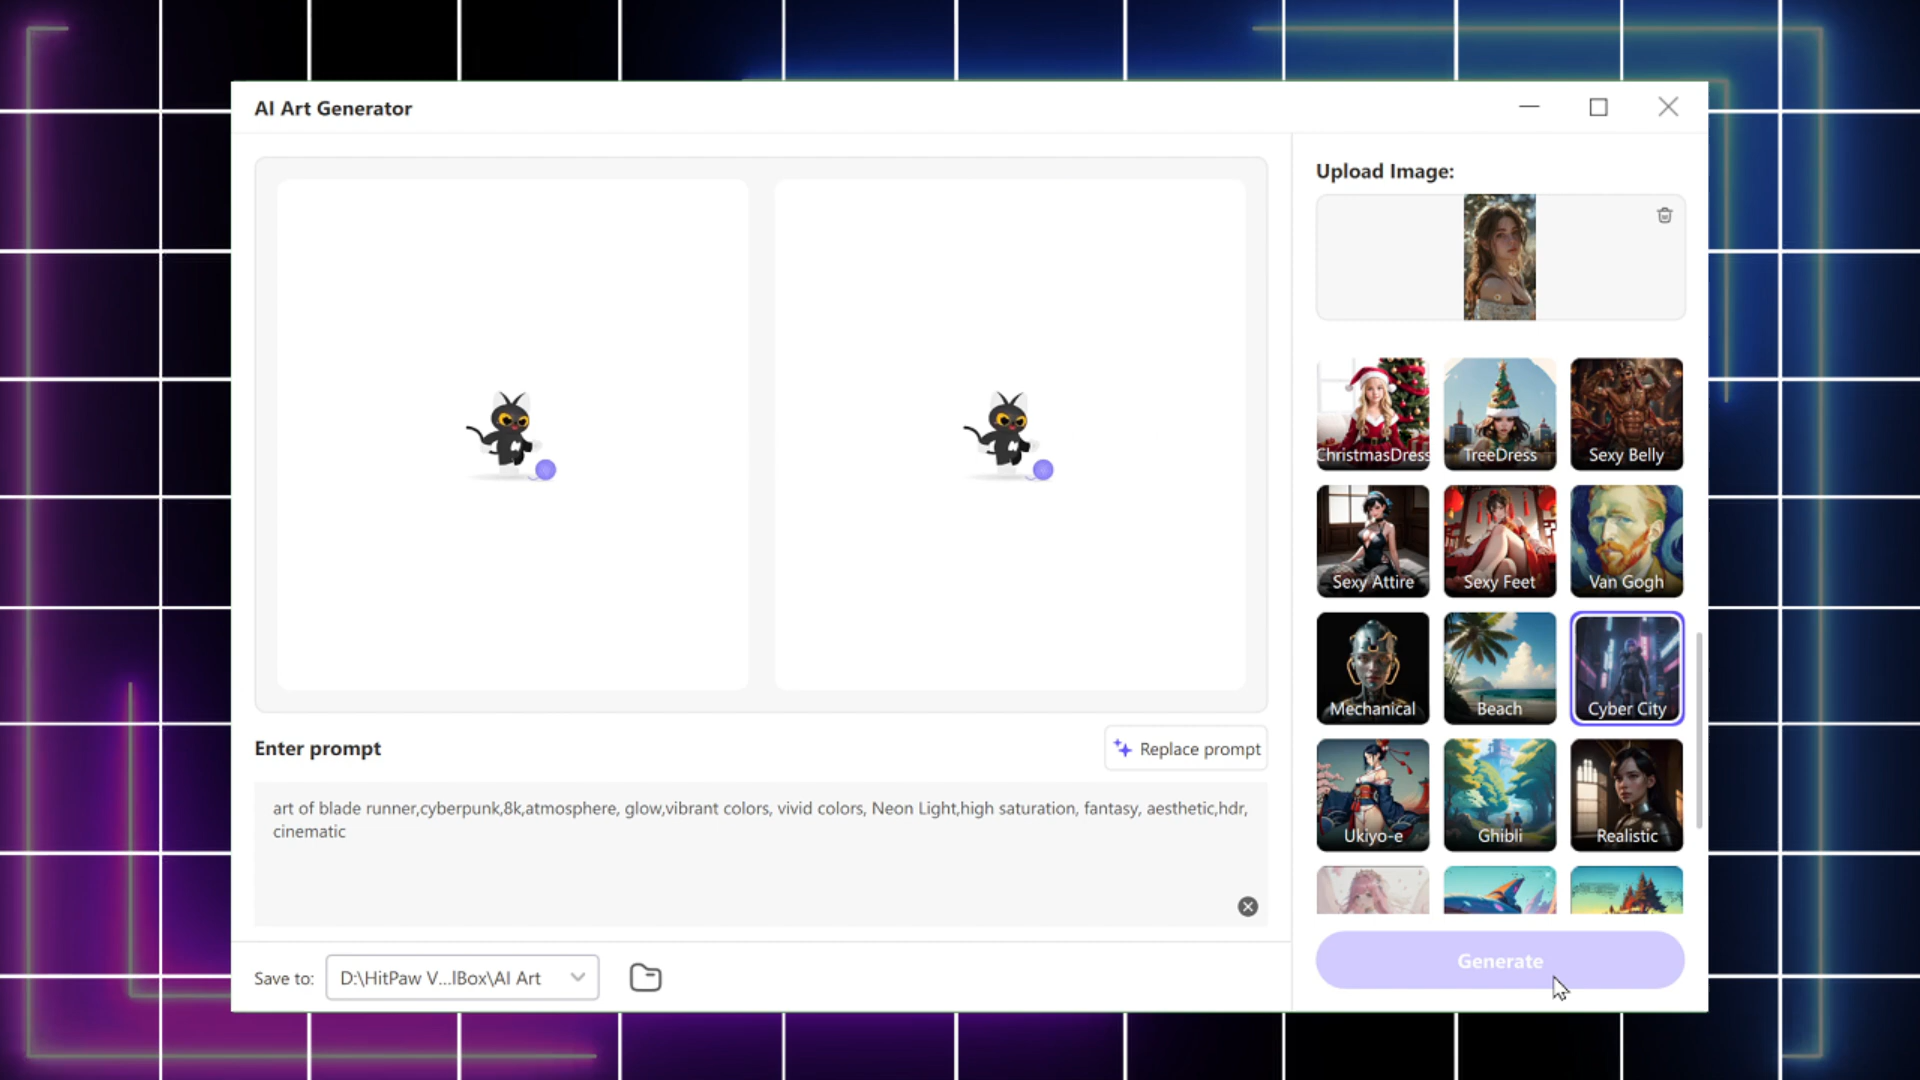 AI Art Generator
Upload Image:
ChristmasDress
TreeDress
Sexy Belly
Sexy Attire
Sexy Feet
Van Gogh
Mechanical
Beach
Cyber City
Ukiyo-e
Ghibli
Realistic
Enter prompt
Replace prompt
art of blade runner,cyberpunk,8k,atmosphere, glow,vibrant colors, vivid colors, Neon Light,high saturation, fantasy, aesthetic,hdr,
cinematic
Save to:
D:\HitPaw V...lBox\AI Art
Generate